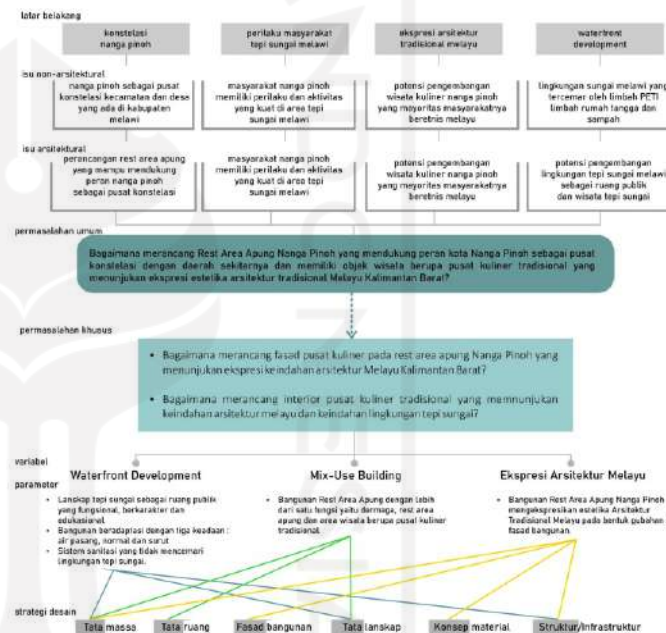 latar belakang
konstelasi
nanga pinoh
perilaku masyarakat
tepi sungai melawi
ekspresi arsitektur
tradisional melayu
waterfront
development
isu non-arsitektural
nanga pinoh sebagai pusat
konstelasi kecamatan dan desa
yang ada di kabupaten
melawi
masyarakat nanga pinoh
memiliki perilaku dan aktivitas
yang kuat di area tepi
sungai melawi
potensi pengembangan
wisata kuliner nanga pinoh
yang mayoritas masyarakatnya
beretnis melayu
lingkungan sungai melawi yang
tercemar oleh limbah PETI
limbah rumah tangga dan
sampah
isu arsitektural
perancangan rest area apung
yang mampu mendukung
peran nanga pinoh
sebagai pusat konstelasi
masyarakat nanga pinoh
memiliki perilaku dan aktivitas
yang kuat di area tepi
sungai melawi
potensi pengembangan
wisata kuliner nanga pinoh
yang mayoritas masyarakatnya
beretnis melayu
potensi pengembangan
lingkungan tepi sungai melawi
sebagai ruang publik
dan wisata tepi sungai
permasalahan umum
Bagaimana merancang Rest Area Apung Nanga Pinoh yang mendukung peran kota Nanga Pinoh sebagai pusat
konstelasi dengan daerah sekitarnya dan memiliki objek wisata berupa pusat kuliner tradisional yang
menunjukan ekspresi estetika arsitektur tradisional Melayu Kalimantan Barat?
permasalahan khusus
• Bagaimana merancang fasad pusat kuliner pada rest area apung Nanga Pinoh yang
menunjukan ekspresi keindahan arsitektur Melayu Kalimantan Barat?
• Bagaimana merancang interior pusat kuliner tradisional yang memnunjukan
keindahan arsitektur melayu dan keindahan lingkungan tepi sungai?
variabel
Waterfront Development
Mix-Use Building
Ekspresi Arsitektur Melayu
parameter
• Lanskap tepi sungai sebagai ruang publik
yang fungsional, berkarakter dan
edukasional
• Bangunan beradaptasi dengan tiga keadaan :
air pasang, normal dan surut
• Sistem sanitasi yang tidak mencemari
lingkungan tepi sungai.
• Bangunan Rest Area Apung dengan lebih
dari satu fungsi yaitu dermaga, rest area
apung dan area wisata berupa pusat kuliner
tradisional
• Bangunan Rest Area Apung Nanga Pinoh
mengekspresikan estetika Arsitektur
Tradisional Melayu pada bentuk gubahan
fasad bangunan.
strategi desain
Tata massa
Tata ruang
Fasad bangunan
Tata lanskap
Konsep material
Struktur/Infrastruktur